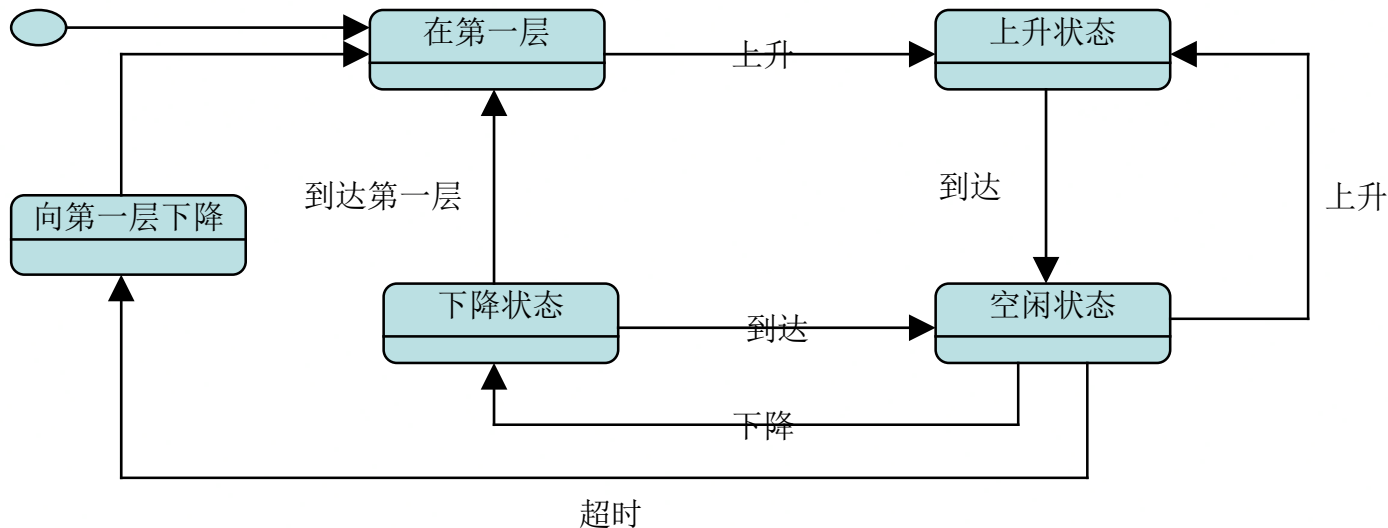 在第一层
上升状态
上升
到达第一层
到达
上升
向第一层下降
下降状态
到达
空闲状态
下降
超时